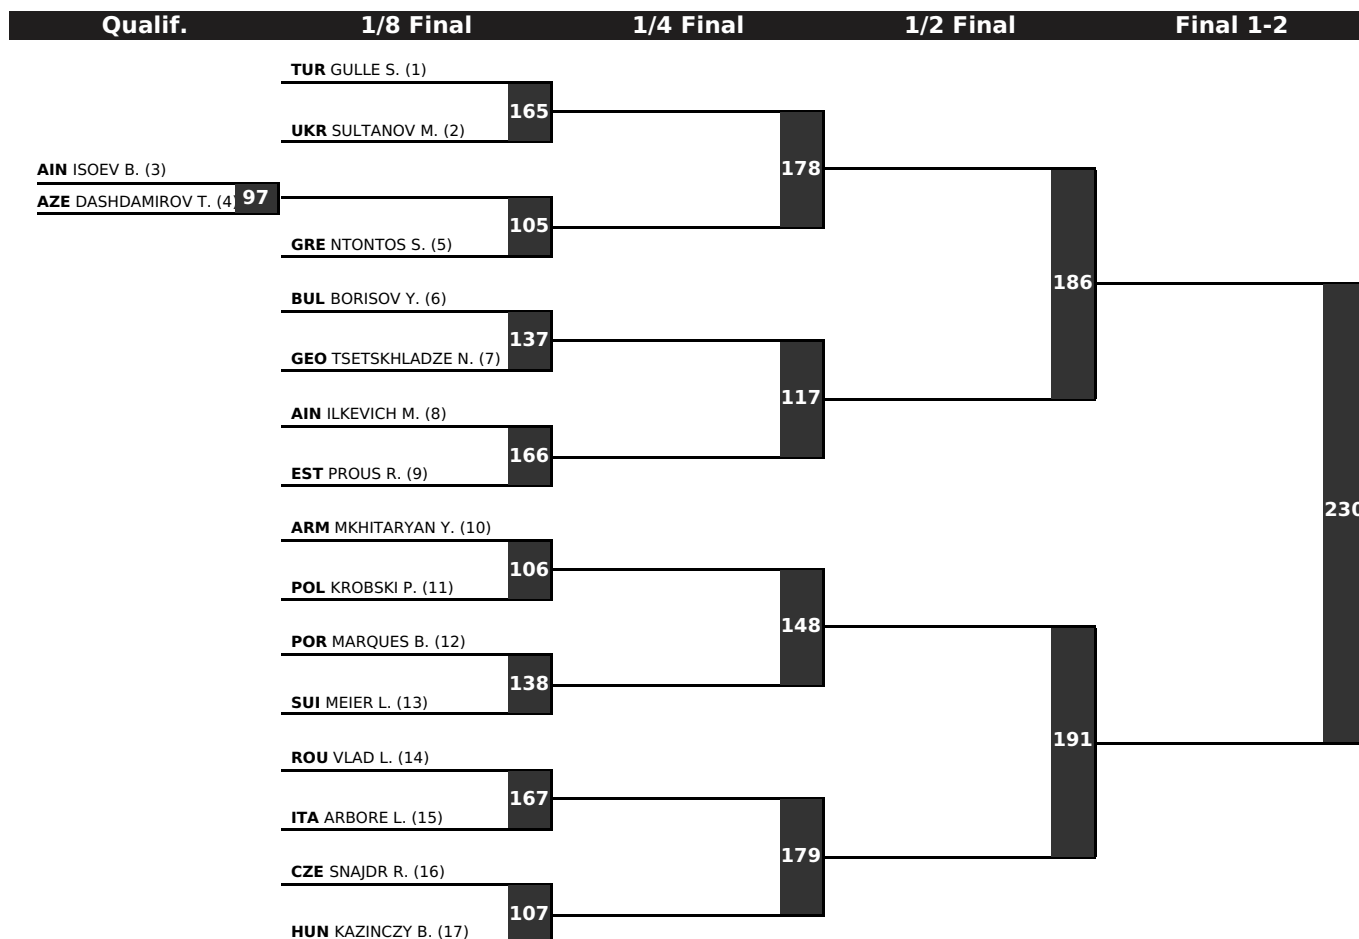 Qualif. 1/8 Final 1/4 Final 1/2 Final Final 1-2
TUR GULLE S. (1)
165
UKR SULTANOV M. (2)
AIN ISOEV B. (3)
178
AZE DASHDAMIROV T. (4) 97
105
GRE NTONTOS S. (5)
186
BUL BORISOV Y. (6)
137
GEO TSETSKHLADZE N. (7)
117
AIN ILKEVICH M. (8)
166
EST PROUS R. (9)
230
ARM MKHITARYAN Y. (10)
106
POL KROBSKI P. (11)
148
POR MARQUES B. (12)
138
SUI MEIER L. (13)
191
ROU VLAD L. (14)
167
ITA ARBORE L. (15)
179
CZE SNAJDR R. (16)
107
HUN KAZINCZY B. (17)